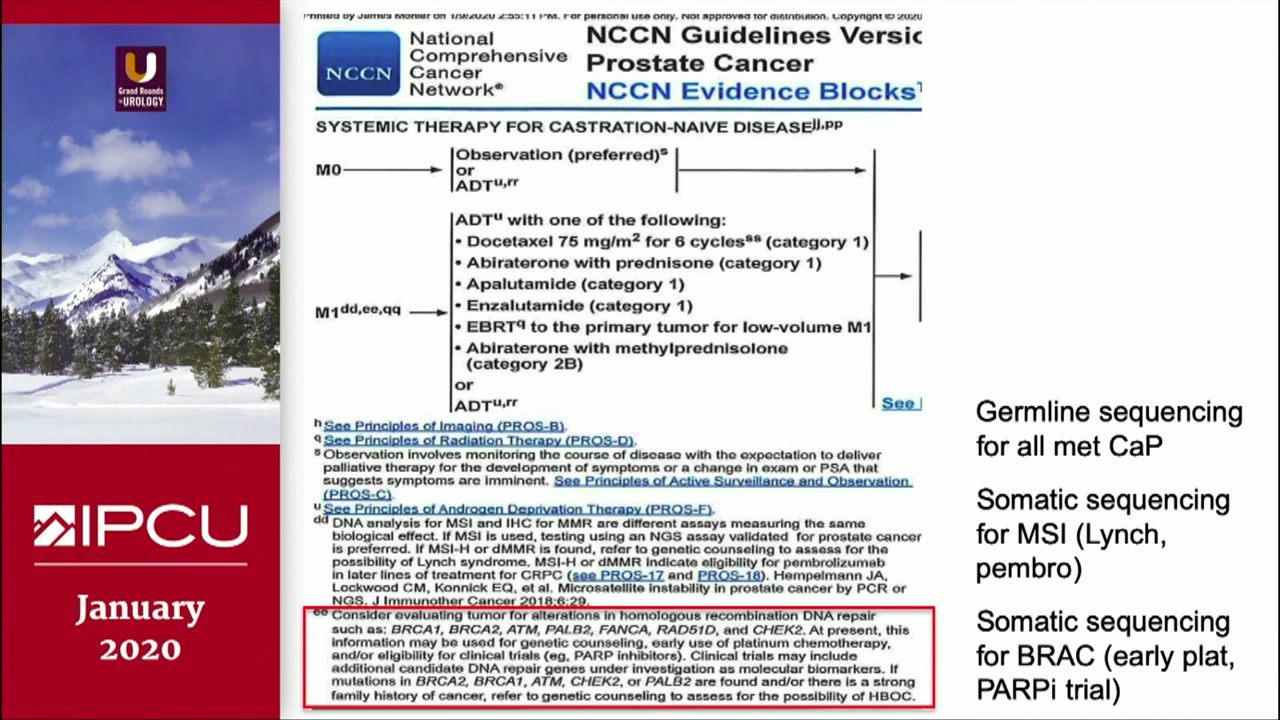 Printed by James Mohler on 1/9/2020 2:55:11 PM. For personal use only. Not approved for distribution. Copyright © 2020
National
Comprehensive
Cancer
Network®
NCCN
NCCN Guidelines Versio
Prostate Cancer
NCCN Evidence Blocks
SYSTEMIC THERAPY FOR CASTRATION-NAIVE DISEASEjj,pp
M0
Observation (preferred)s
or
ADTu,rr
M1dd,ee,qq
ADTu with one of the following:
• Docetaxel 75 mg/m2 for 6 cyclesss (category 1)
• Abiraterone with prednisone (category 1)
• Apalutamide (category 1)
• Enzalutamide (category 1)
• EBRTq to the primary tumor for low-volume M1
• Abiraterone with methylprednisolone
(category 2B)
or
ADTu,rr
See
h See Principles of Imaging (PROS-B).
q See Principles of Radiation Therapy (PROS-D).
s Observation involves monitoring the course of disease with the expectation to deliver
palliative therapy for the development of symptoms or a change in exam or PSA that
suggests symptoms are imminent. See Principles of Active Surveillance and Observation
(PROS-C).
u See Principles of Androgen Deprivation Therapy (PROS-F).
dd DNA analysis for MSI and IHC for MMR are different assays measuring the same
biological effect. If MSI is used, testing using an NGS assay validated for prostate cancer
is preferred. If MSI-H or dMMR is found, refer to genetic counseling to assess for the
possibility of Lynch syndrome. MSI-H or dMMR indicate eligibility for pembrolizumab
in later lines of treatment for CRPC (see PROS-17 and PROS-18). Hempelmann JA,
Lockwood CM, Konnick EQ, et al. Microsatellite instability in prostate cancer by PCR or
NGS. J Immunother Cancer 2018;6:29.
ee Consider evaluating tumor for alterations in homologous recombination DNA repair
such as: BRCA1, BRCA2, ATM, PALB2, FANCA, RAD51D, and CHEK2. At present, this
information may be used for genetic counseling, early use of platinum chemotherapy,
and/or eligibility for clinical trials (eg, PARP inhibitors). Clinical trials may include
additional candidate DNA repair genes under investigation as molecular biomarkers. If
mutations in BRCA2, BRCA1, ATM, CHEK2, or PALB2 are found and/or there is a strong
family history of cancer, refer to genetic counseling to assess for the possibility of HBOC.
Germline sequencing
for all met CaP
Somatic sequencing
for MSI (Lynch,
pembro)
Somatic sequencing
for BRAC (early plat,
PARPi trial)
Grand Rounds
in UROLOGY
IPCU
January
2020